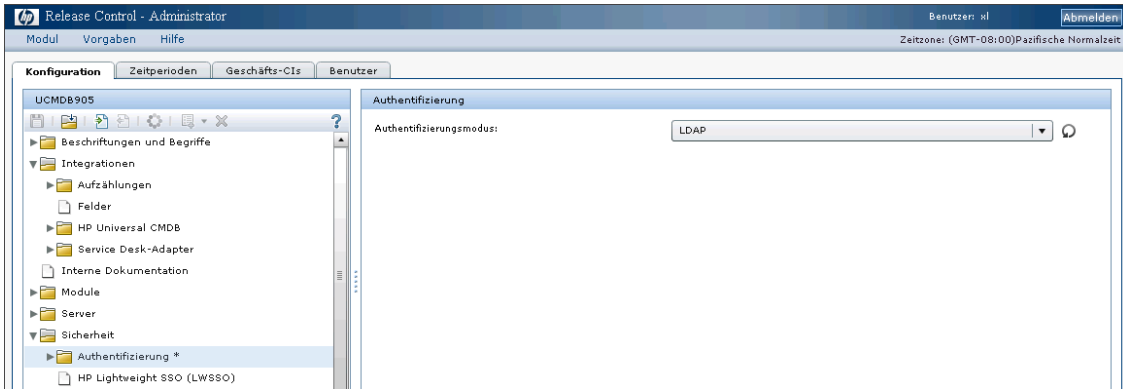 hp Release Control - Administrator
Benutzer: xl
Abmelden
Modul Vorgaben Hilfe
Zeitzone: (GMT-08:00)Pazifische Normalzeit
Konfiguration Zeitperioden Geschäfts-CIs Benutzer
UCMDB905
?
Beschriftungen und Begriffe
Integrationen
Aufzählungen
Felder
HP Universal CMDB
Service Desk-Adapter
Interne Dokumentation
Module
Server
Sicherheit
Authentifizierung *
HP Lightweight SSO (LWSSO)
Authentifizierung
Authentifizierungsmodus:
LDAP